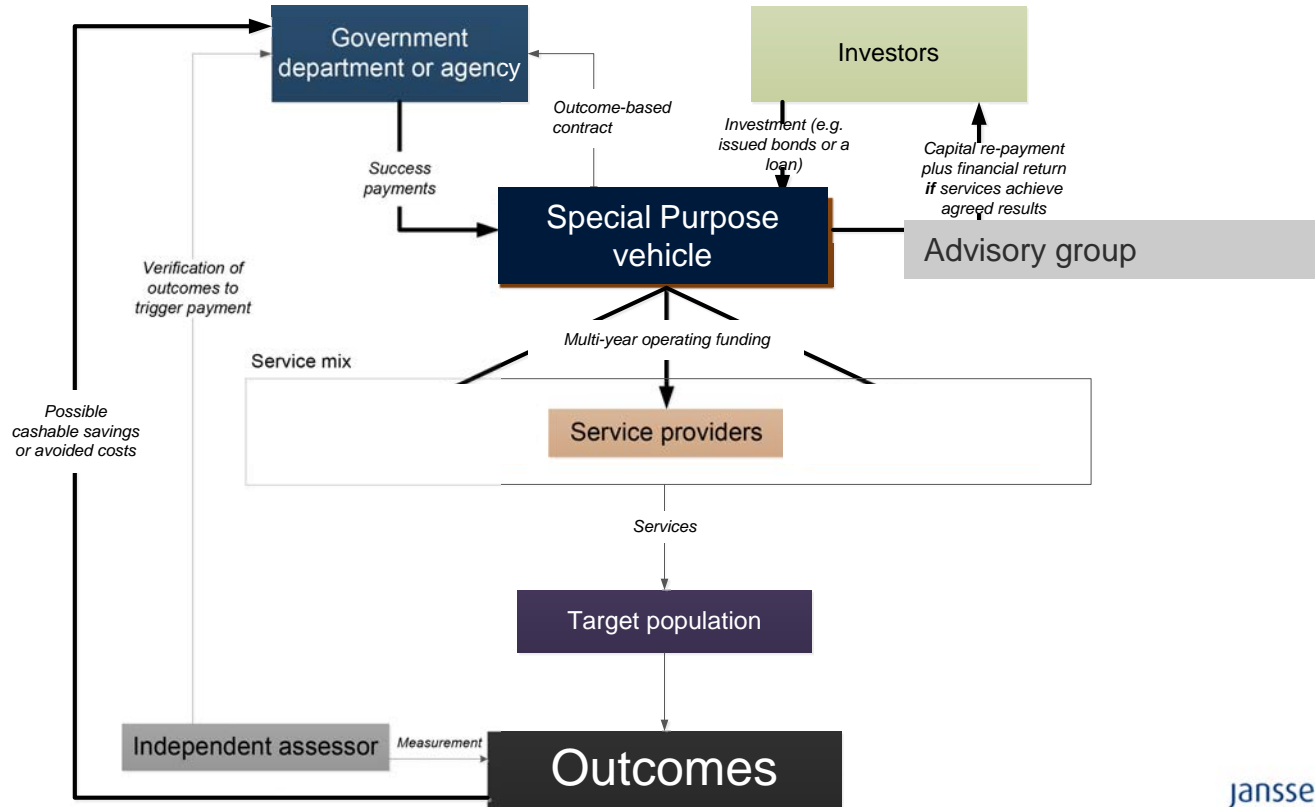 Government
department or agency
Investors
Outcome-based
contract
Investment (e.g.
issued bonds or a
loan)
Capital re-payment
plus financial return
if services achieve
agreed results
Success
payments
Special Purpose
vehicle
Advisory group
Verification of
outcomes to
trigger payment
Multi-year operating funding
Service mix
Possible
cashable savings
or avoided costs
Service providers
Services
Target population
Independent assessor
Measurement
Outcomes
jansse